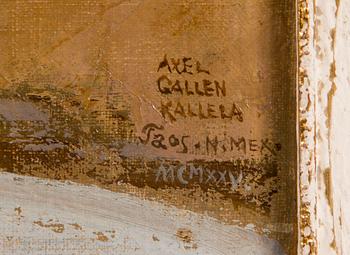 AXEL
GALLEN
KALLELA
Taos. N. MEX.
MCMXXV.